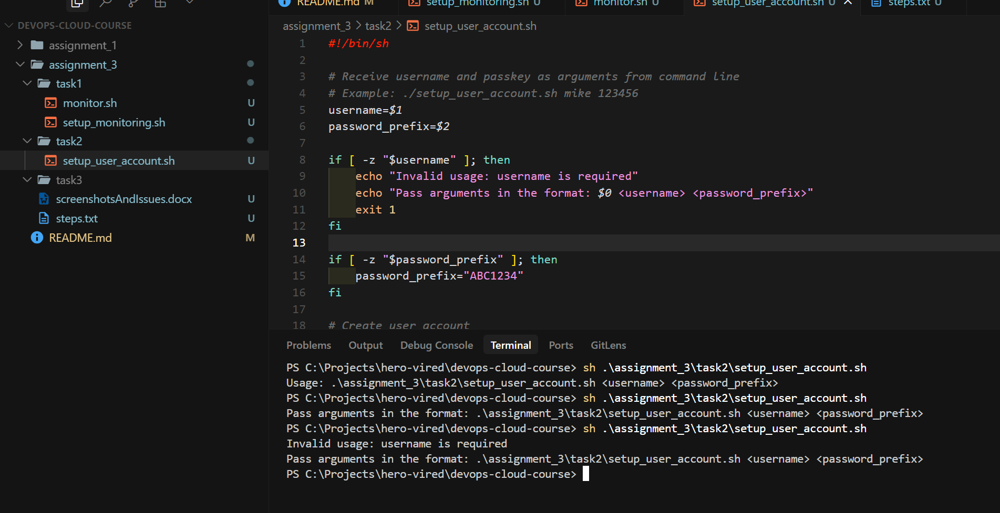 README.md M
setup_monitoring.sh U
monitor.sh U
setup_user_account.sh U
steps.txt U
DEVOPS-CLOUD-COURSE
assignment_1
assignment_3
task1
monitor.sh U
setup_monitoring.sh U
task2
setup_user_account.sh U
task3
screenshotsAndIssues.docx U
steps.txt U
README.md M
assignment_3 > task2 > setup_user_account.sh
1 #!/bin/sh
2
3 # Receive username and passkey as arguments from command line
4 # Example: ./setup_user_account.sh mike 123456
5 username=$1
6 password_prefix=$2
7
8 if [ -z "$username" ]; then
9 echo "Invalid usage: username is required"
10 echo "Pass arguments in the format: $0 <username> <password_prefix>"
11 exit 1
12 fi
13
14 if [ -z "$password_prefix" ]; then
15 password_prefix="ABC1234"
16 fi
17
18 # Create user account
Problems Output Debug Console Terminal Ports GitLens
PS C:\Projects\hero-vired\devops-cloud-course> sh .\assignment_3\task2\setup_user_account.sh
Usage: .\assignment_3\task2\setup_user_account.sh <username> <password_prefix>
PS C:\Projects\hero-vired\devops-cloud-course> sh .\assignment_3\task2\setup_user_account.sh
Pass arguments in the format: .\assignment_3\task2\setup_user_account.sh <username> <password_prefix>
PS C:\Projects\hero-vired\devops-cloud-course> sh .\assignment_3\task2\setup_user_account.sh
Invalid usage: username is required
Pass arguments in the format: .\assignment_3\task2\setup_user_account.sh <username> <password_prefix>
PS C:\Projects\hero-vired\devops-cloud-course>